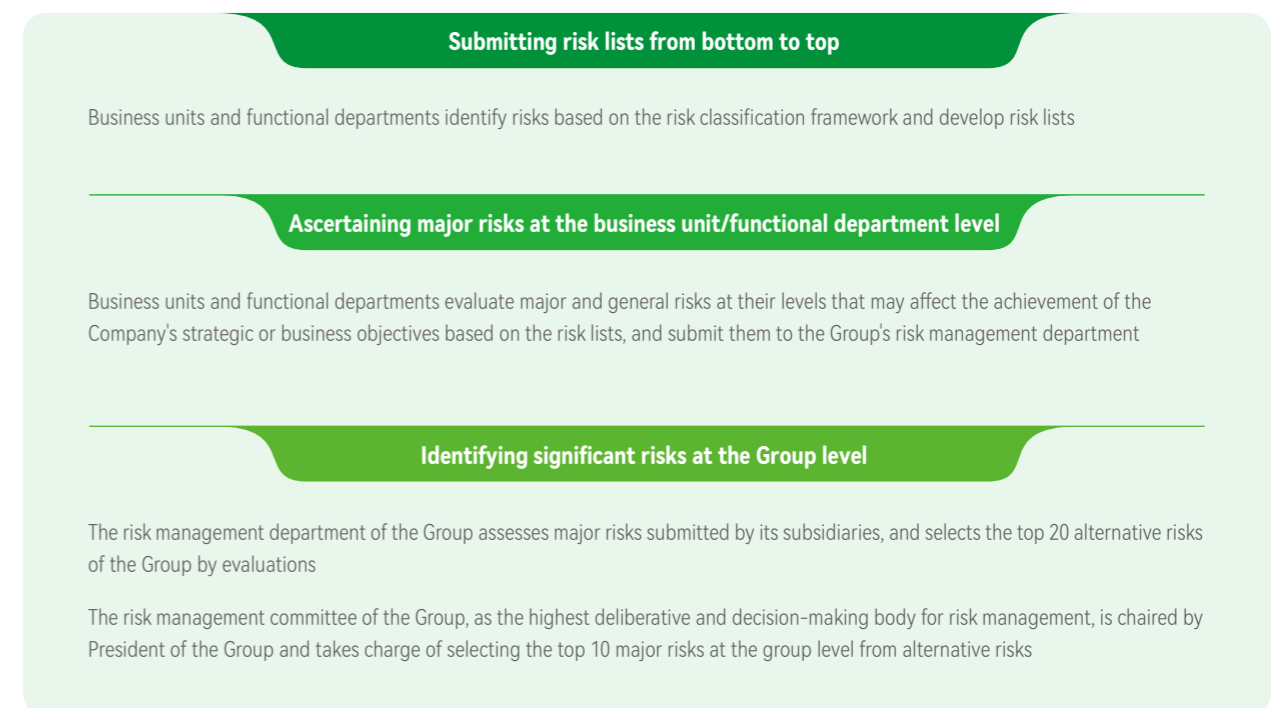 Submitting risk lists from bottom to top
Business units and functional departments identify risks based on the risk classification framework and develop risk lists
Ascertaining major risks at the business unit/functional department level
Business units and functional departments evaluate major and general risks at their levels that may affect the achievement of the
Company's strategic or business objectives based on the risk lists, and submit them to the Group's risk management department
Identifying significant risks at the Group level
The risk management department of the Group assesses major risks submitted by its subsidiaries, and selects the top 20 alternative risks
of the Group by evaluations
The risk management committee of the Group, as the highest deliberative and decision-making body for risk management, is chaired by
President of the Group and takes charge of selecting the top 10 major risks at the group level from alternative risks